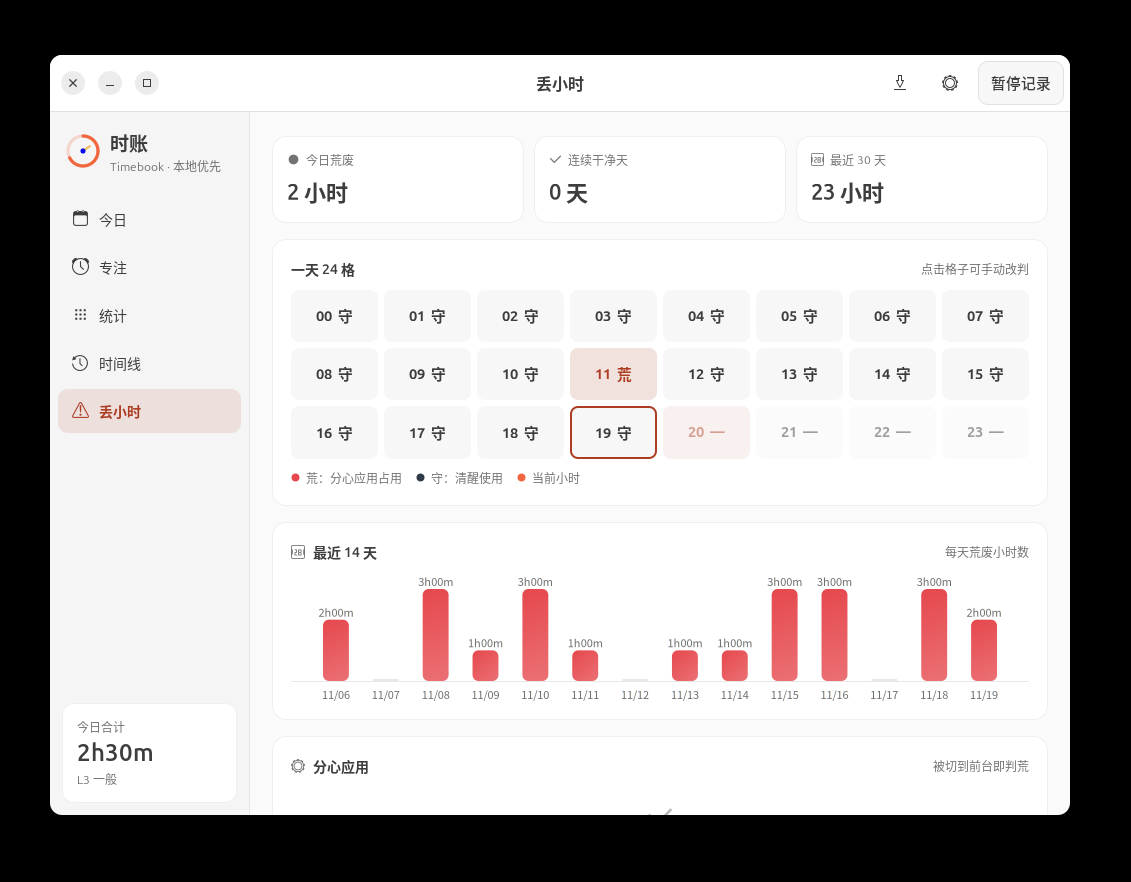 丢小时
暂停记录
时账
Timebook · 本地优先
今日
专注
统计
时间线
丢小时
今日合计
2h30m
L3 一般
今日荒废
2 小时
连续干净天
0 天
最近 30 天
23 小时
一天 24 格
点击格子可手动改判
00 守 01 守 02 守 03 守 04 守 05 守 06 守 07 守
08 守 09 守 10 守 11 荒 12 守 13 守 14 守 15 守
16 守 17 守 18 守 19 守 20 — 21 — 22 — 23 —
荒：分心应用占用 守：清醒使用 当前小时
最近 14 天
每天荒废小时数
2h00m 3h00m 1h00m 3h00m 1h00m 1h00m 1h00m 3h00m 3h00m 3h00m 2h00m
11/06 11/07 11/08 11/09 11/10 11/11 11/12 11/13 11/14 11/15 11/16 11/17 11/18 11/19
分心应用
被切到前台即判荒